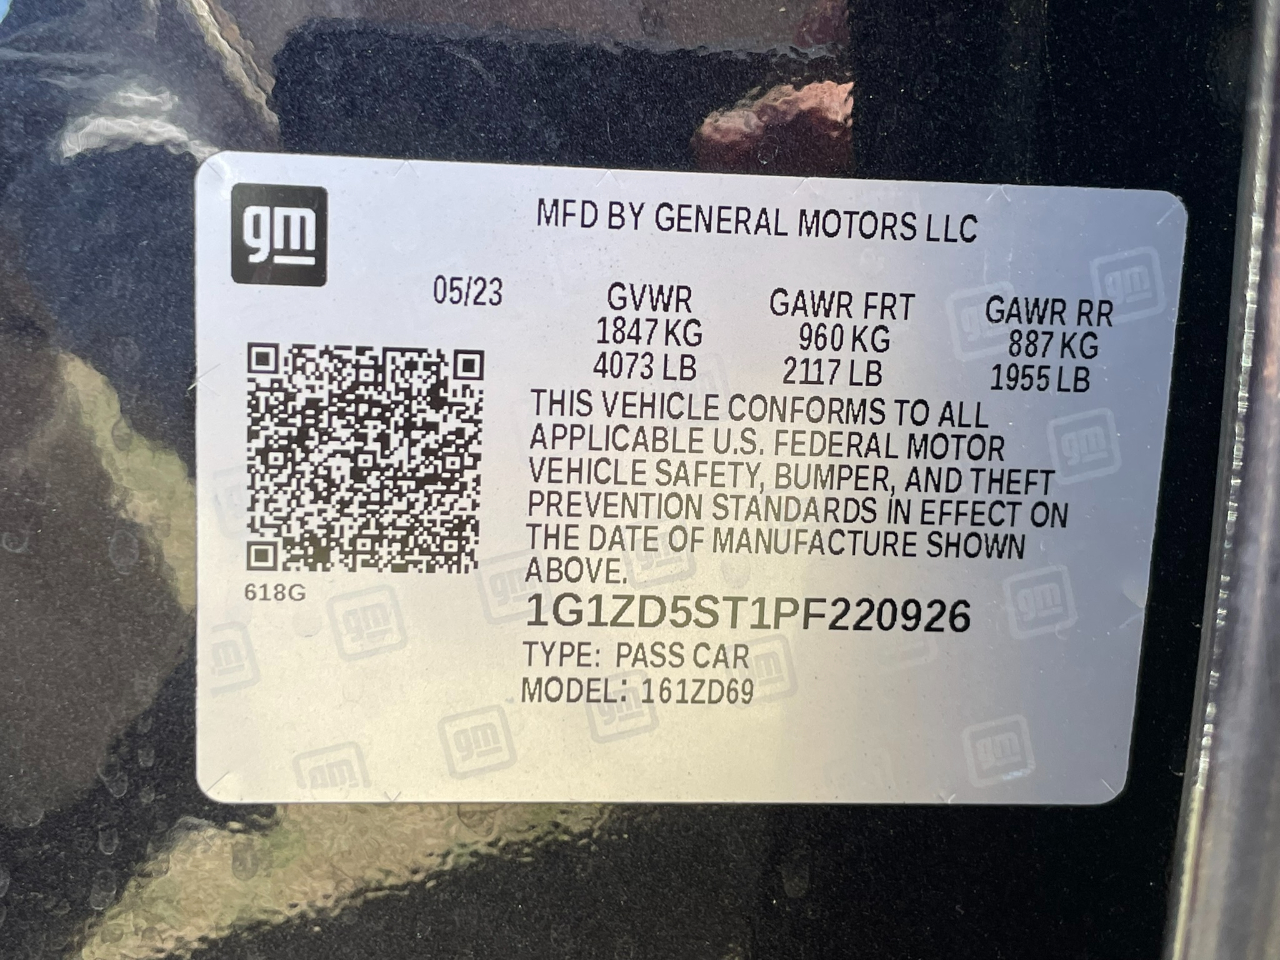 gm
MFD BY GENERAL MOTORS LLC
05/23 GVWR GAWR FRT GAWR RR
1847 KG 960 KG 887 KG
4073 LB 2117 LB 1955 LB
THIS VEHICLE CONFORMS TO ALL
APPLICABLE U.S. FEDERAL MOTOR
VEHICLE SAFETY, BUMPER, AND THEFT
PREVENTION STANDARDS IN EFFECT ON
THE DATE OF MANUFACTURE SHOWN
ABOVE.
618G
1G1ZD5ST1PF220926
TYPE: PASS CAR
MODEL: 161ZD69